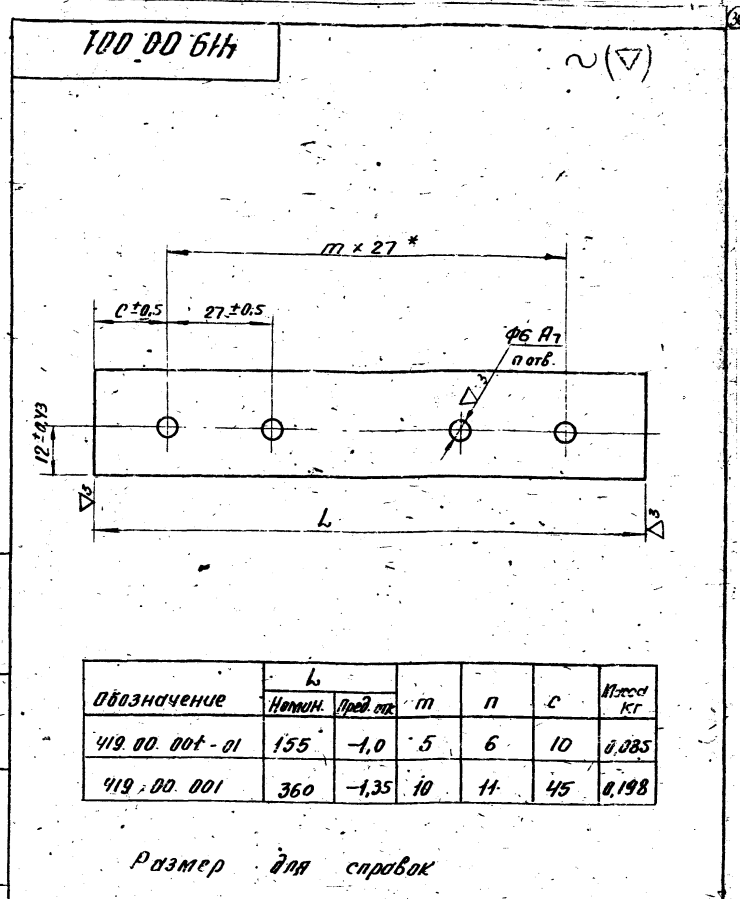 419.00.001
∼(▽)
m × 27 *
C ±0,5
27 ±0,5
Φ6 А7
n отв.
▽ 3
12 ±0,43
▽3
L
▽3
Обозначение | L | m | n | c | Масса кг
Номин. | Пред. отк
419.00.001-01 | 155 | -1,0 | 5 | 6 | 10 | 0,085
419.00.001 | 360 | -1,35 | 10 | 11 | 45 | 0,198
Размер для справок